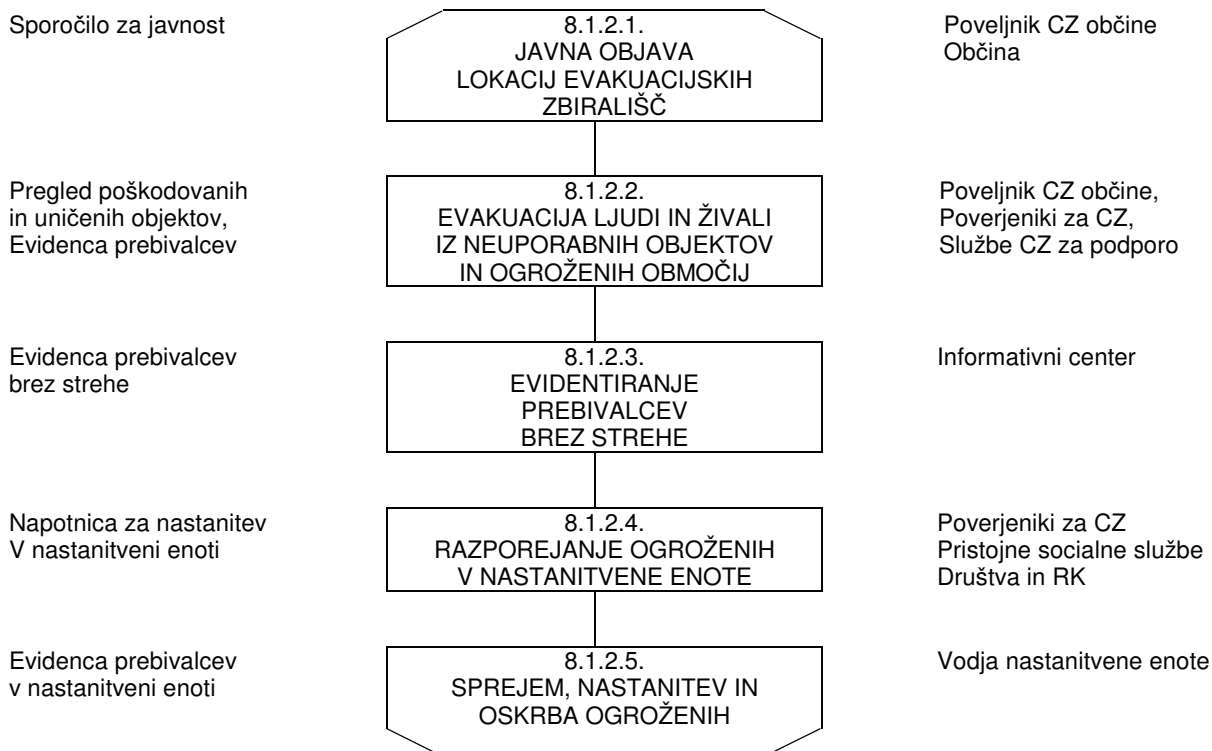 Sporočilo za javnost
8.1.2.1.
JAVNA OBJAVA
LOKACIJ EVAKUACIJSKIH
ZBIRALIŠČ
Poveljnik CZ občine
Občina
Pregled poškodovanih
in uničenih objektov,
Evidenca prebivalcev
8.1.2.2.
EVAKUACIJA LJUDI IN ŽIVALI
IZ NEUPORABNIH OBJEKTOV
IN OGROŽENIH OBMOČIJ
Poveljnik CZ občine,
Poverjeniki za CZ,
Službe CZ za podporo
Evidenca prebivalcev
brez strehe
8.1.2.3.
EVIDENTIRANJE
PREBIVALCEV
BREZ STREHE
Informativni center
Napotnica za nastanitev
V nastanitveni enoti
8.1.2.4.
RAZPOREJANJE OGROŽENIH
V NASTANITVENE ENOTE
Poverjeniki za CZ
Pristojne socialne službe
Društva in RK
Evidenca prebivalcev
v nastanitveni enoti
8.1.2.5.
SPREJEM, NASTANITEV IN
OSKRBA OGROŽENIH
Vodja nastanitvene enote